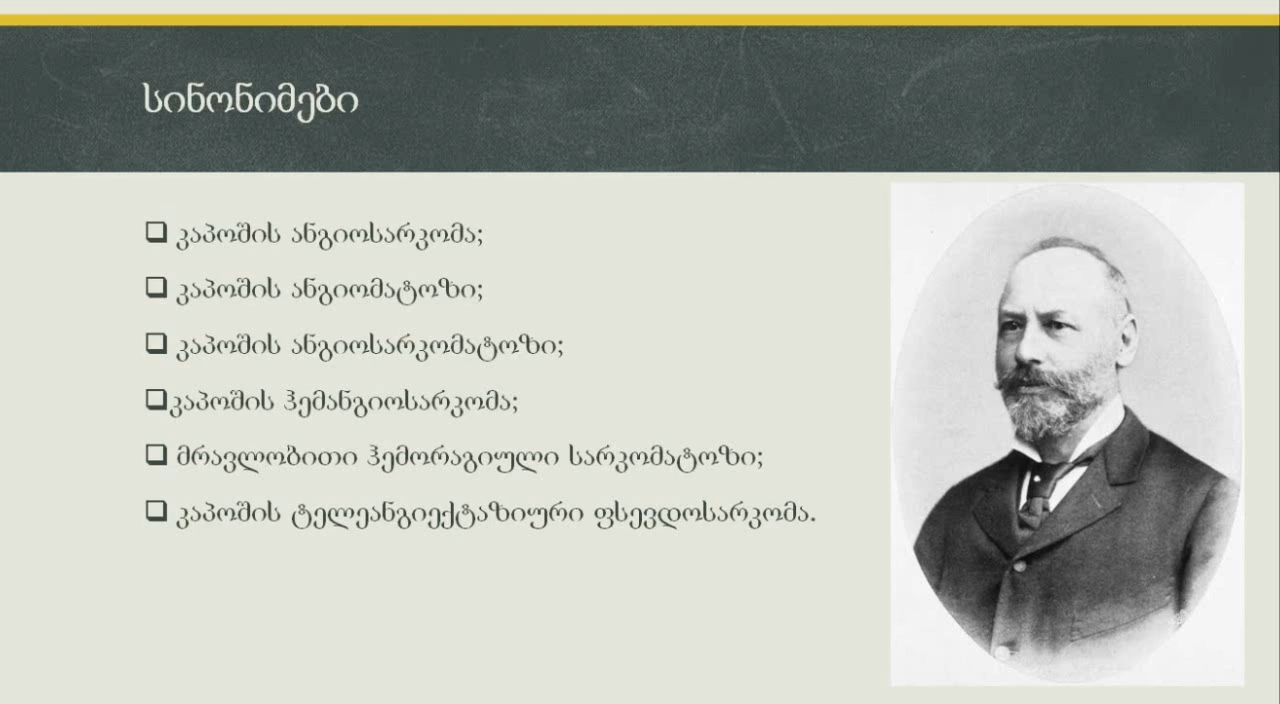 სინონიმები
❑ კაპოშის ანგიოსარკომა;
❑ კაპოშის ანგიომატოზი;
❑ კაპოშის ანგიოსარკომატოზი;
❑კაპოშის ჰემანგიოსარკომა;
❑ მრავლობითი ჰემორაგიული სარკომატოზი;
❑ კაპოშის ტელეანგიექტაზიური ფსევდოსარკომა.